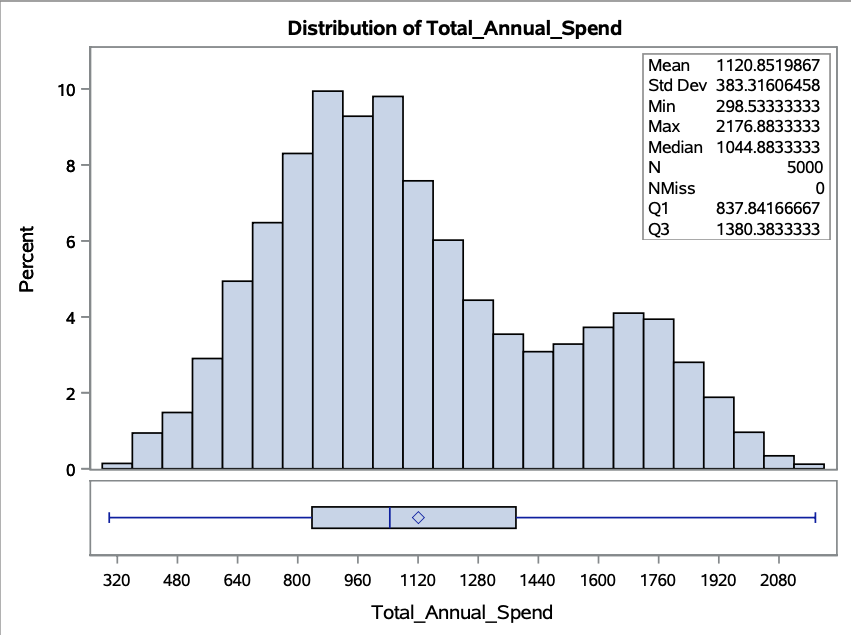 Distribution of Total_Annual_Spend
Mean 1120.8519867
Std Dev 383.31606458
Min 298.53333333
Max 2176.8833333
Median 1044.8833333
N 5000
NMiss 0
Q1 837.84166667
Q3 1380.3833333
10
8
6
4
2
0
Percent
320 480 640 800 960 1120 1280 1440 1600 1760 1920 2080
Total_Annual_Spend